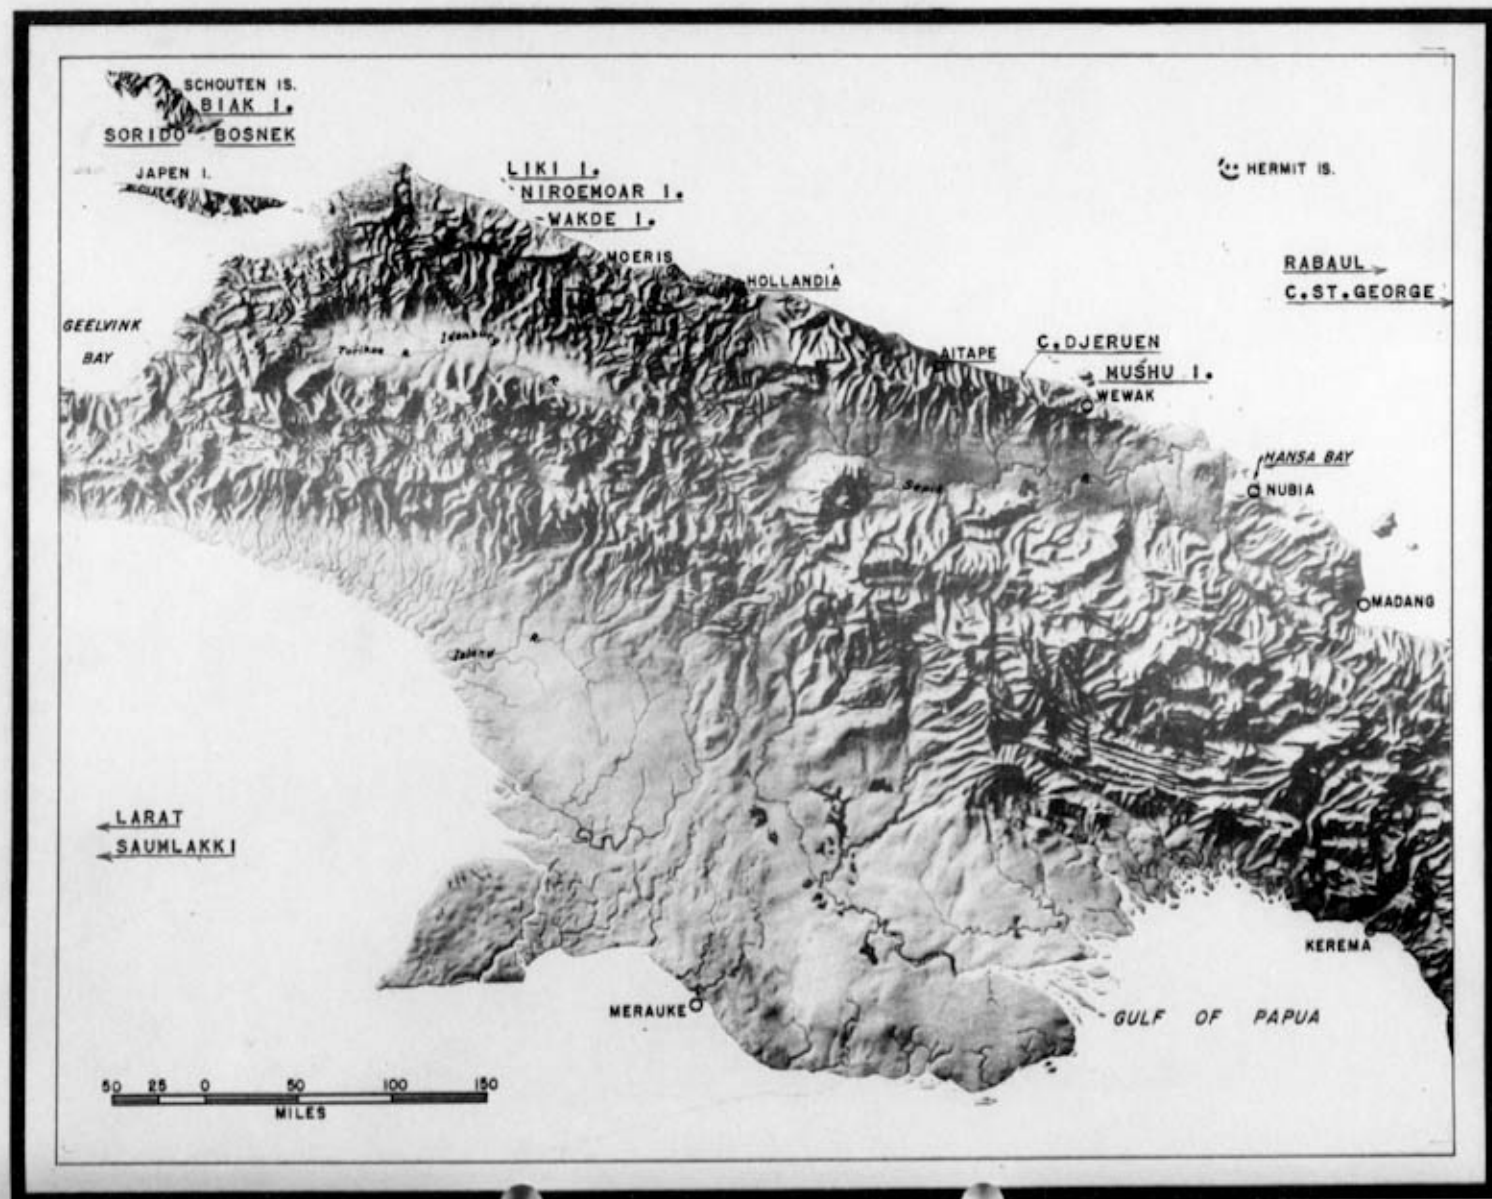 SCHOUTEN IS.
BIAK I.
SORIDO BOSNEK
JAPEN I.
LIKI I.
NIROEMOAR I.
WAKDE I.
HERMIT IS.
MOERIS
HOLLANDIA
RABAUL
C.ST.GEORGE
GEELVINK
BAY
Idenburg
R.
AITAPE
C.DJERUEN
MUSHU I.
WEWAK
HANSA BAY
NUBIA
Sepik R.
MADANG
Island R.
LARAT
SAUMLAKKI
KEREMA
MERAUKE
GULF OF PAPUA
50 25 0 50 100 150
MILES